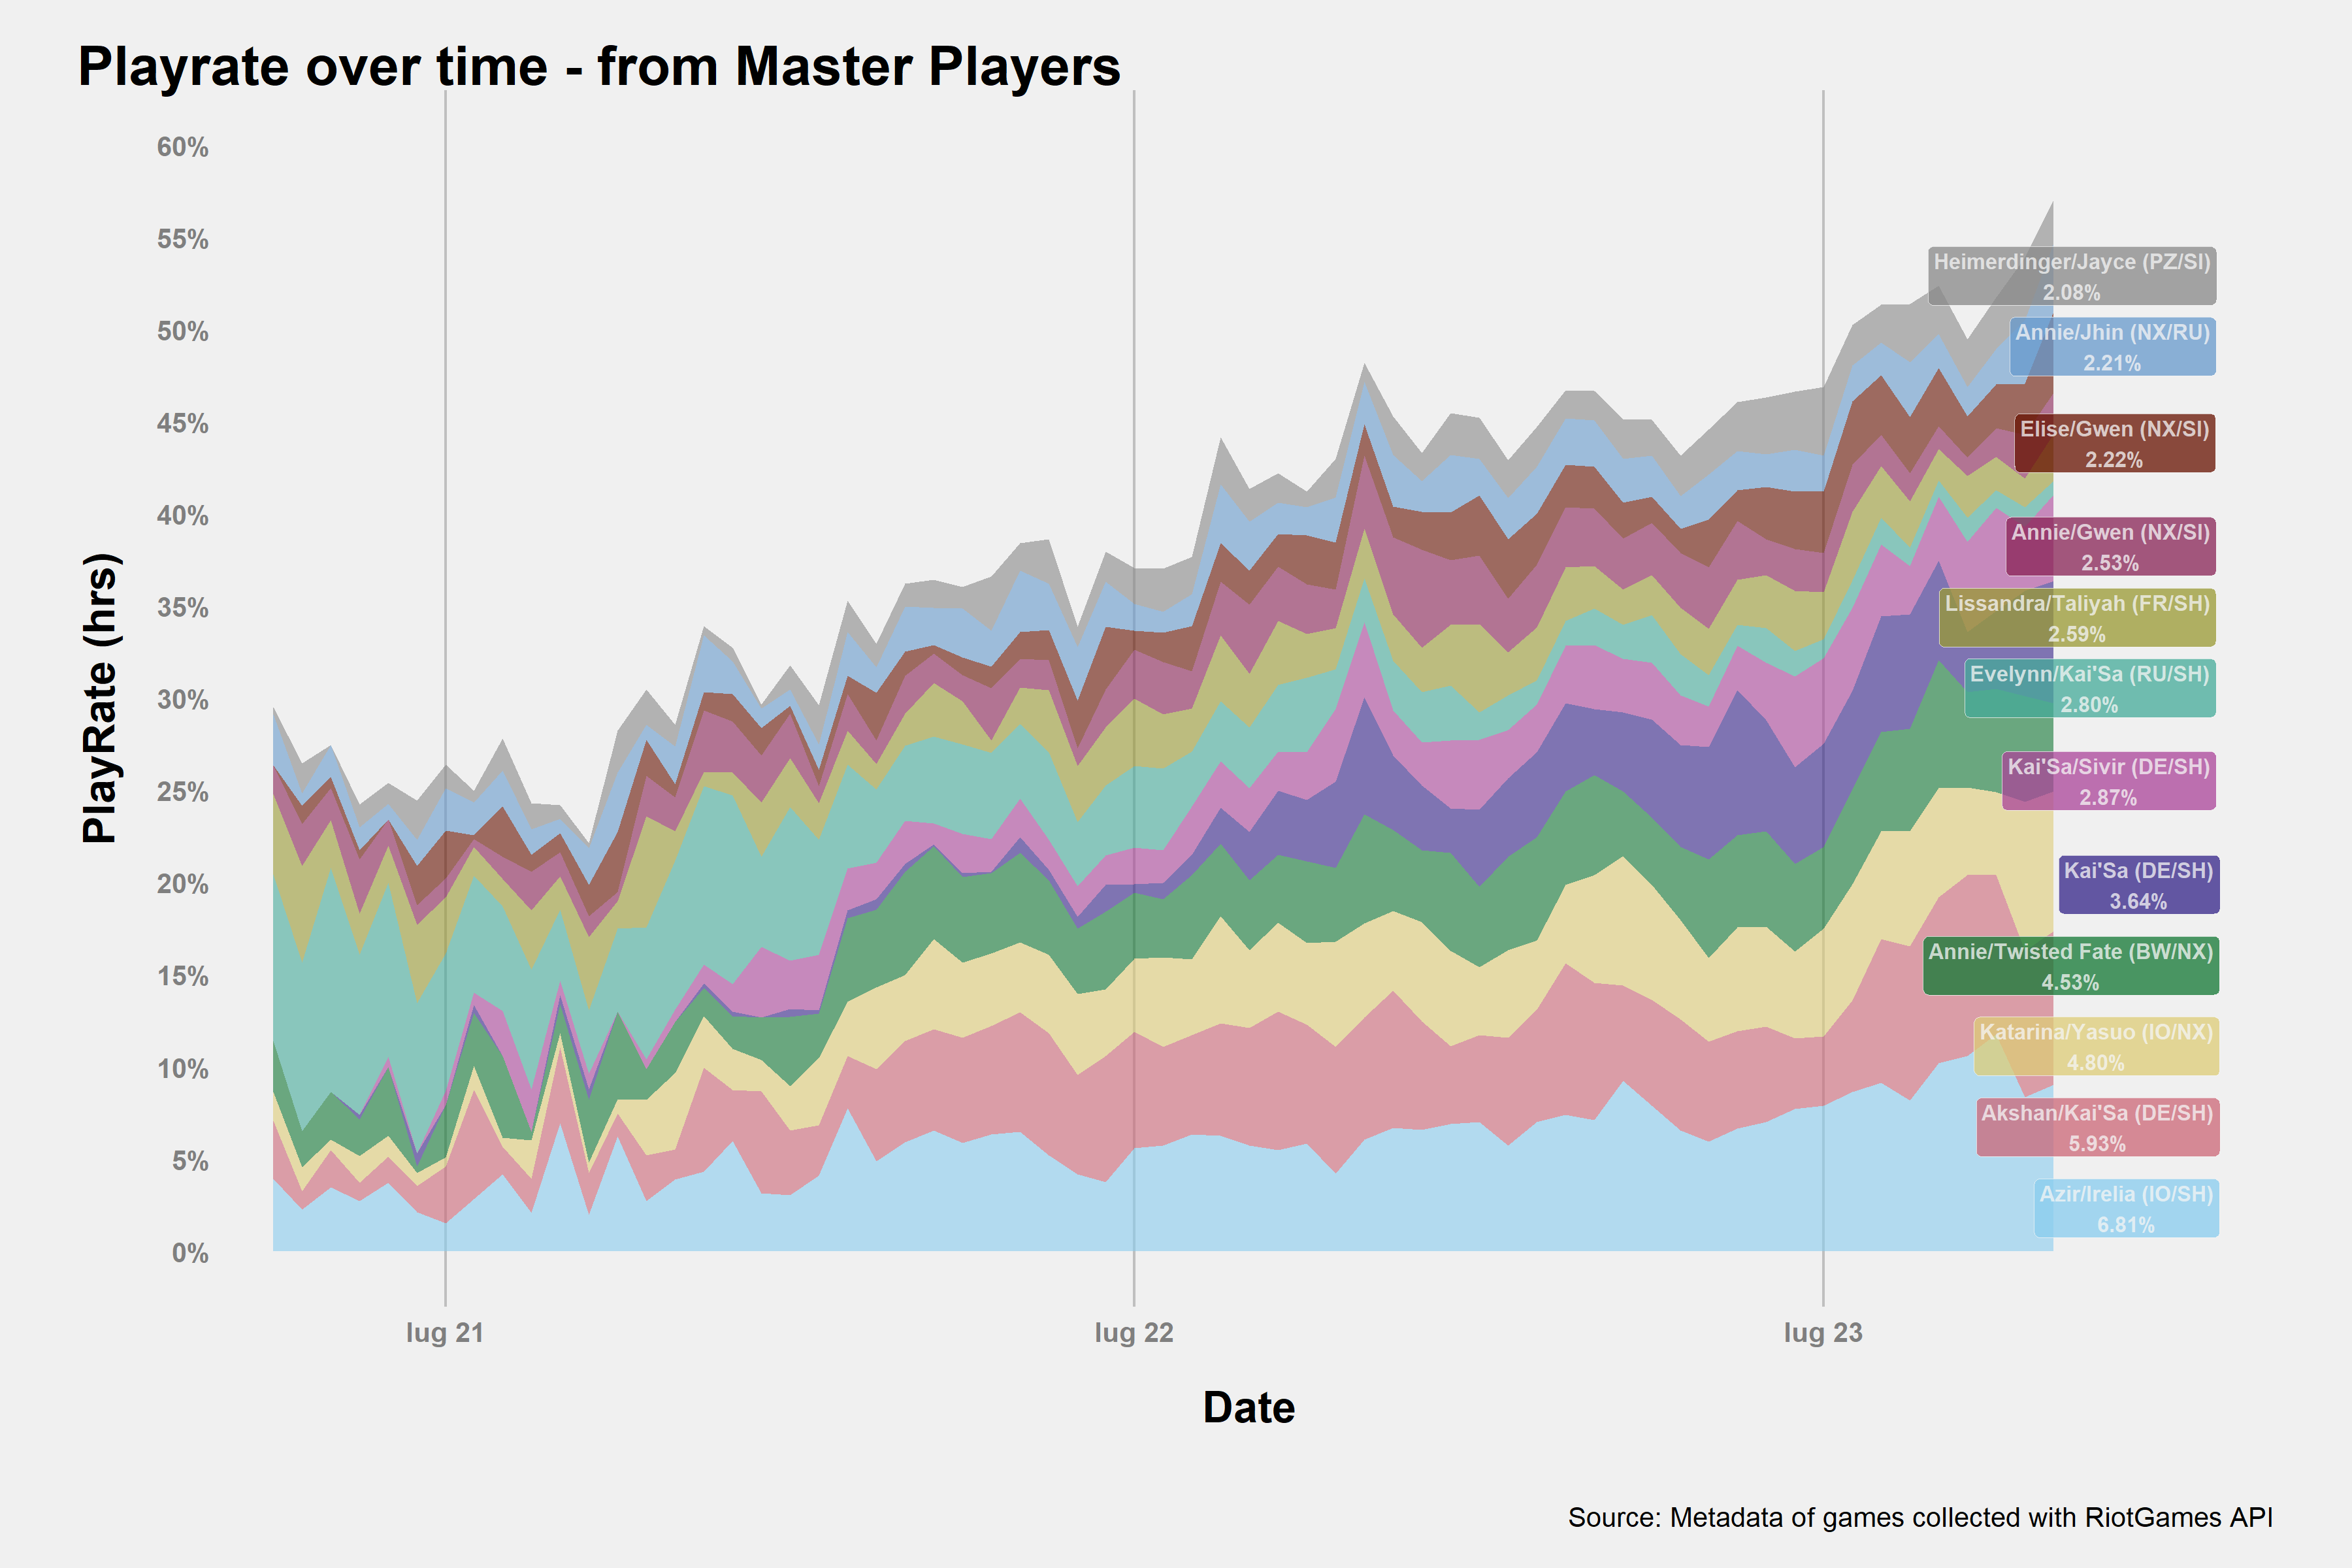 Playrate over time - from Master Players
60%
55%
50%
45%
40%
35%
30%
25%
20%
15%
10%
5%
0%
PlayRate (hrs)
Heimerdinger/Jayce (PZ/SI)
2.08%
Annie/Jhin (NX/RU)
2.21%
Elise/Gwen (NX/SI)
2.22%
Annie/Gwen (NX/SI)
2.53%
Lissandra/Taliyah (FR/SH)
2.59%
Evelynn/Kai'Sa (RU/SH)
2.80%
Kai'Sa/Sivir (DE/SH)
2.87%
Kai'Sa (DE/SH)
3.64%
Annie/Twisted Fate (BW/NX)
4.53%
Katarina/Yasuo (IO/NX)
4.80%
Akshan/Kai'Sa (DE/SH)
5.93%
Azir/Irelia (IO/SH)
6.81%
lug 21
lug 22
lug 23
Date
Source: Metadata of games collected with RiotGames API